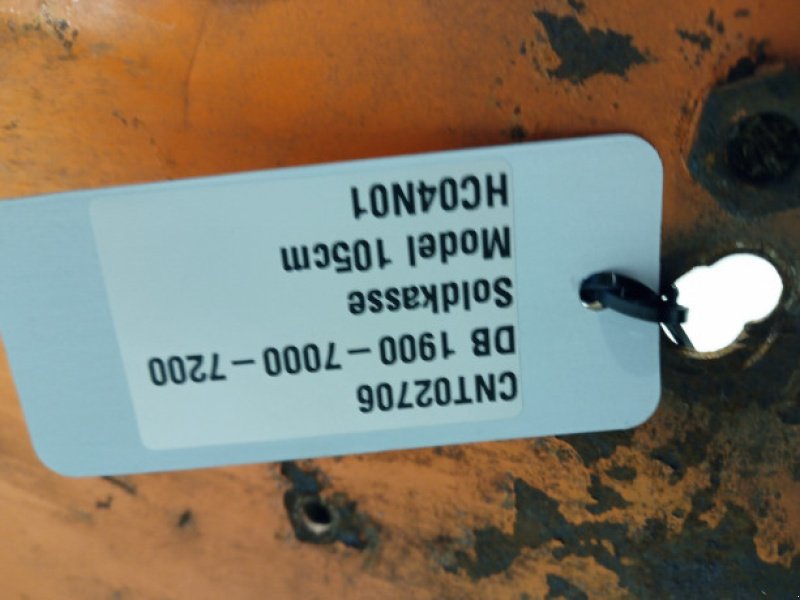 CNT02706
DB 1900 – 7000 – 7200
Soldkasse
Model 105cm
HC04N01